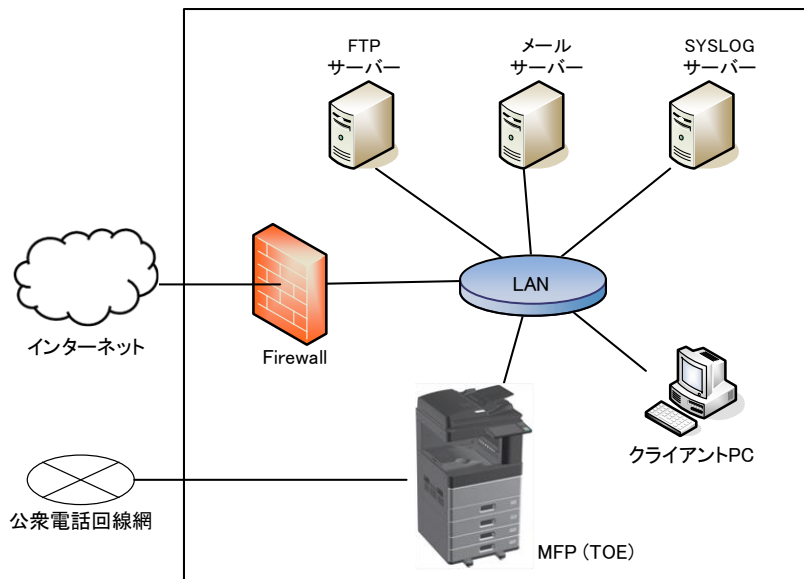 FTP
サーバー
メール
サーバー
SYSLOG
サーバー
LAN
インターネット
Firewall
クライアントPC
公衆電話回線網
MFP (TOE)